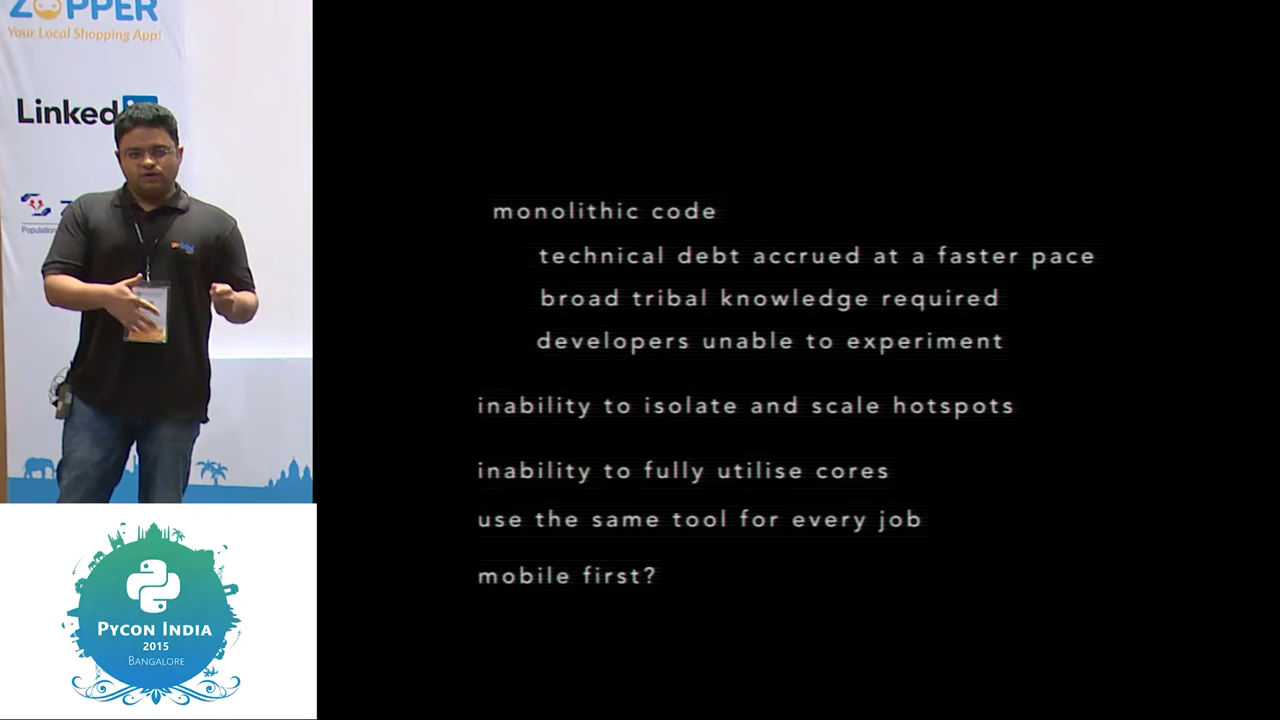 ZOPPER
Your Local Shopping App!
Linked
Population
monolithic code
technical debt accrued at a faster pace
broad tribal knowledge required
developers unable to experiment
inability to isolate and scale hotspots
inability to fully utilise cores
use the same tool for every job
mobile first?
PYCON INDIA
2015
BANGALORE